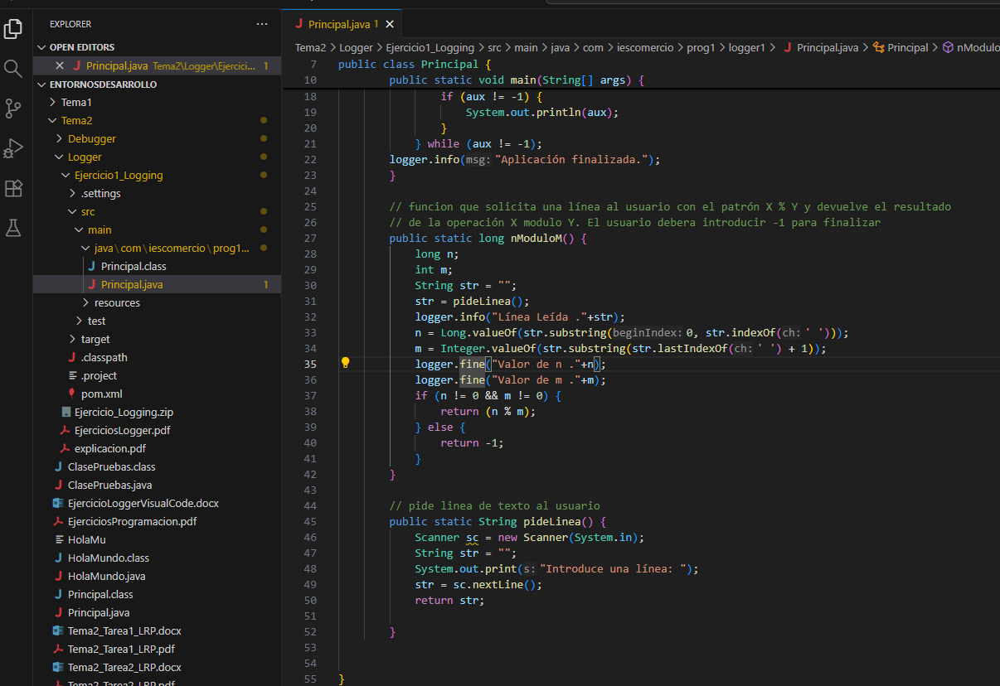 EXPLORER ...
OPEN EDITORS
Principal.java Tema2\Logger\Ejercici... 1
ENTORNOSDESARROLLO
Tema1
Tema2
Debugger
Logger
Ejercicio1_Logging
.settings
src
main
java\com\iescomercio\prog1...
Principal.class
Principal.java 1
resources
test
target
.classpath
.project
pom.xml
Ejercicio_Logging.zip
EjerciciosLogger.pdf
explicacion.pdf
ClasePruebas.class
ClasePruebas.java
EjercicioLoggerVisualCode.docx
EjerciciosProgramacion.pdf
HolaMu
HolaMundo.class
HolaMundo.java
Principal.class
Principal.java
Tema2_Tarea1_LRP.docx
Tema2_Tarea1_LRP.pdf
Tema2_Tarea2_LRP.docx
Tema2_Tarea2_LRP.pdf
Principal.java 1
Tema2 > Logger > Ejercicio1_Logging > src > main > java > com > iescomercio > prog1 > logger1 > Principal.java > Principal > nModulo
7 public class Principal {
10 public static void main(String[] args) {
18 if (aux != -1) {
19 System.out.println(aux);
20 }
21 } while (aux != -1);
22 logger.info(msg: "Aplicación finalizada.");
23 }
24
25 // funcion que solicita una línea al usuario con el patrón X % Y y devuelve el resultado
26 // de la operación X modulo Y. El usuario debera introducir -1 para finalizar
27 public static long nModuloM() {
28 long n;
29 int m;
30 String str = "";
31 str = pideLinea();
32 logger.info("Línea Leída ."+str);
33 n = Long.valueOf(str.substring(beginIndex: 0, str.indexOf(ch: ' ')));
34 m = Integer.valueOf(str.substring(str.lastIndexOf(ch: ' ') + 1));
35 logger.fine("Valor de n ."+n);
36 logger.fine("Valor de m ."+m);
37 if (n != 0 && m != 0) {
38 return (n % m);
39 } else {
40 return -1;
41 }
42 }
43
44 // pide linea de texto al usuario
45 public static String pideLinea() {
46 Scanner sc = new Scanner(System.in);
47 String str = "";
48 System.out.print(s: "Introduce una línea: ");
49 str = sc.nextLine();
50 return str;
51
52 }
53
54
55 }